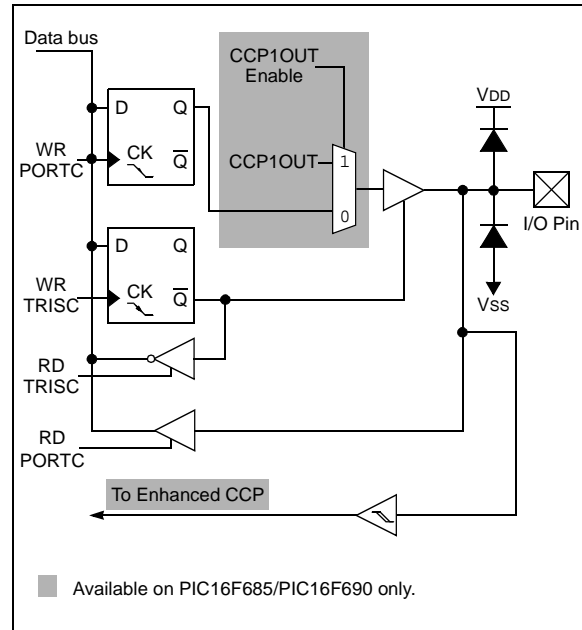 Data bus
CCP1OUT
Enable
VDD
D
Q
WR
PORTC
CK
Q
CCP1OUT
1
0
I/O Pin
D
Q
WR
TRISC
CK
Q
VSS
RD
TRISC
RD
PORTC
To Enhanced CCP
Available on PIC16F685/PIC16F690 only.